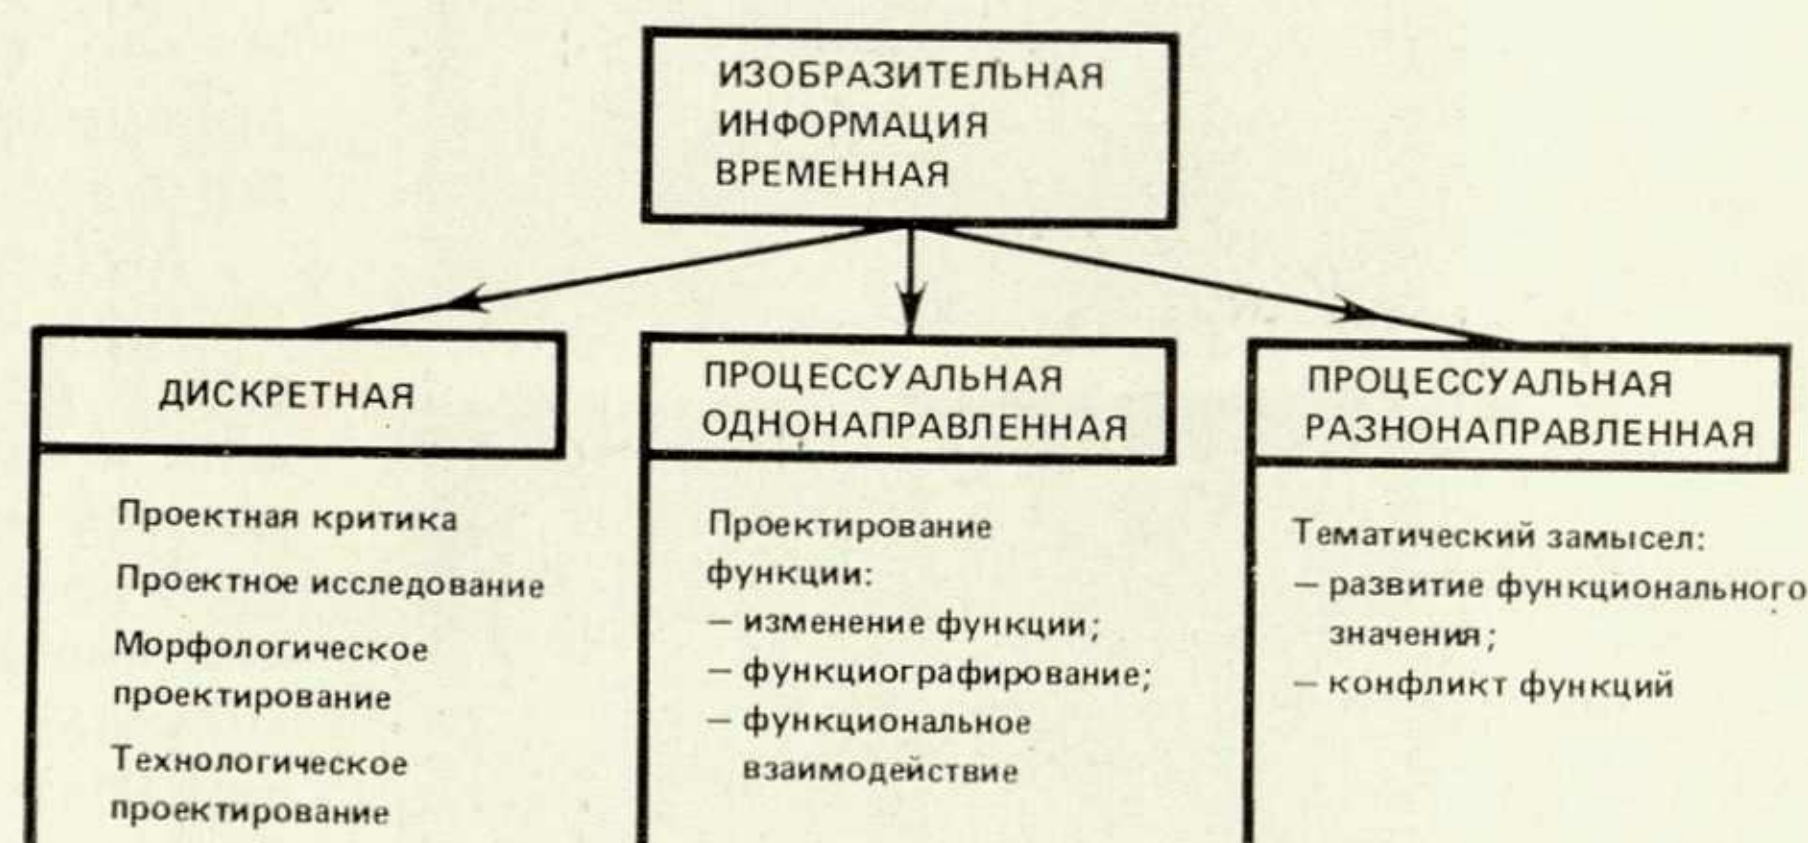 ИЗОБРАЗИТЕЛЬНАЯ
ИНФОРМАЦИЯ
ВРЕМЕННАЯ
ДИСКРЕТНАЯ
Проектная критика
Проектное исследование
Морфологическое
проектирование
Технологическое
проектирование
ПРОЦЕССУАЛЬНАЯ
ОДНОНАПРАВЛЕННАЯ
Проектирование
функции:
— изменение функции;
— функциографирование;
— функциональное
взаимодействие
ПРОЦЕССУАЛЬНАЯ
РАЗНОНАПРАВЛЕННАЯ
Тематический замысел:
— развитие функционального
значения;
— конфликт функций